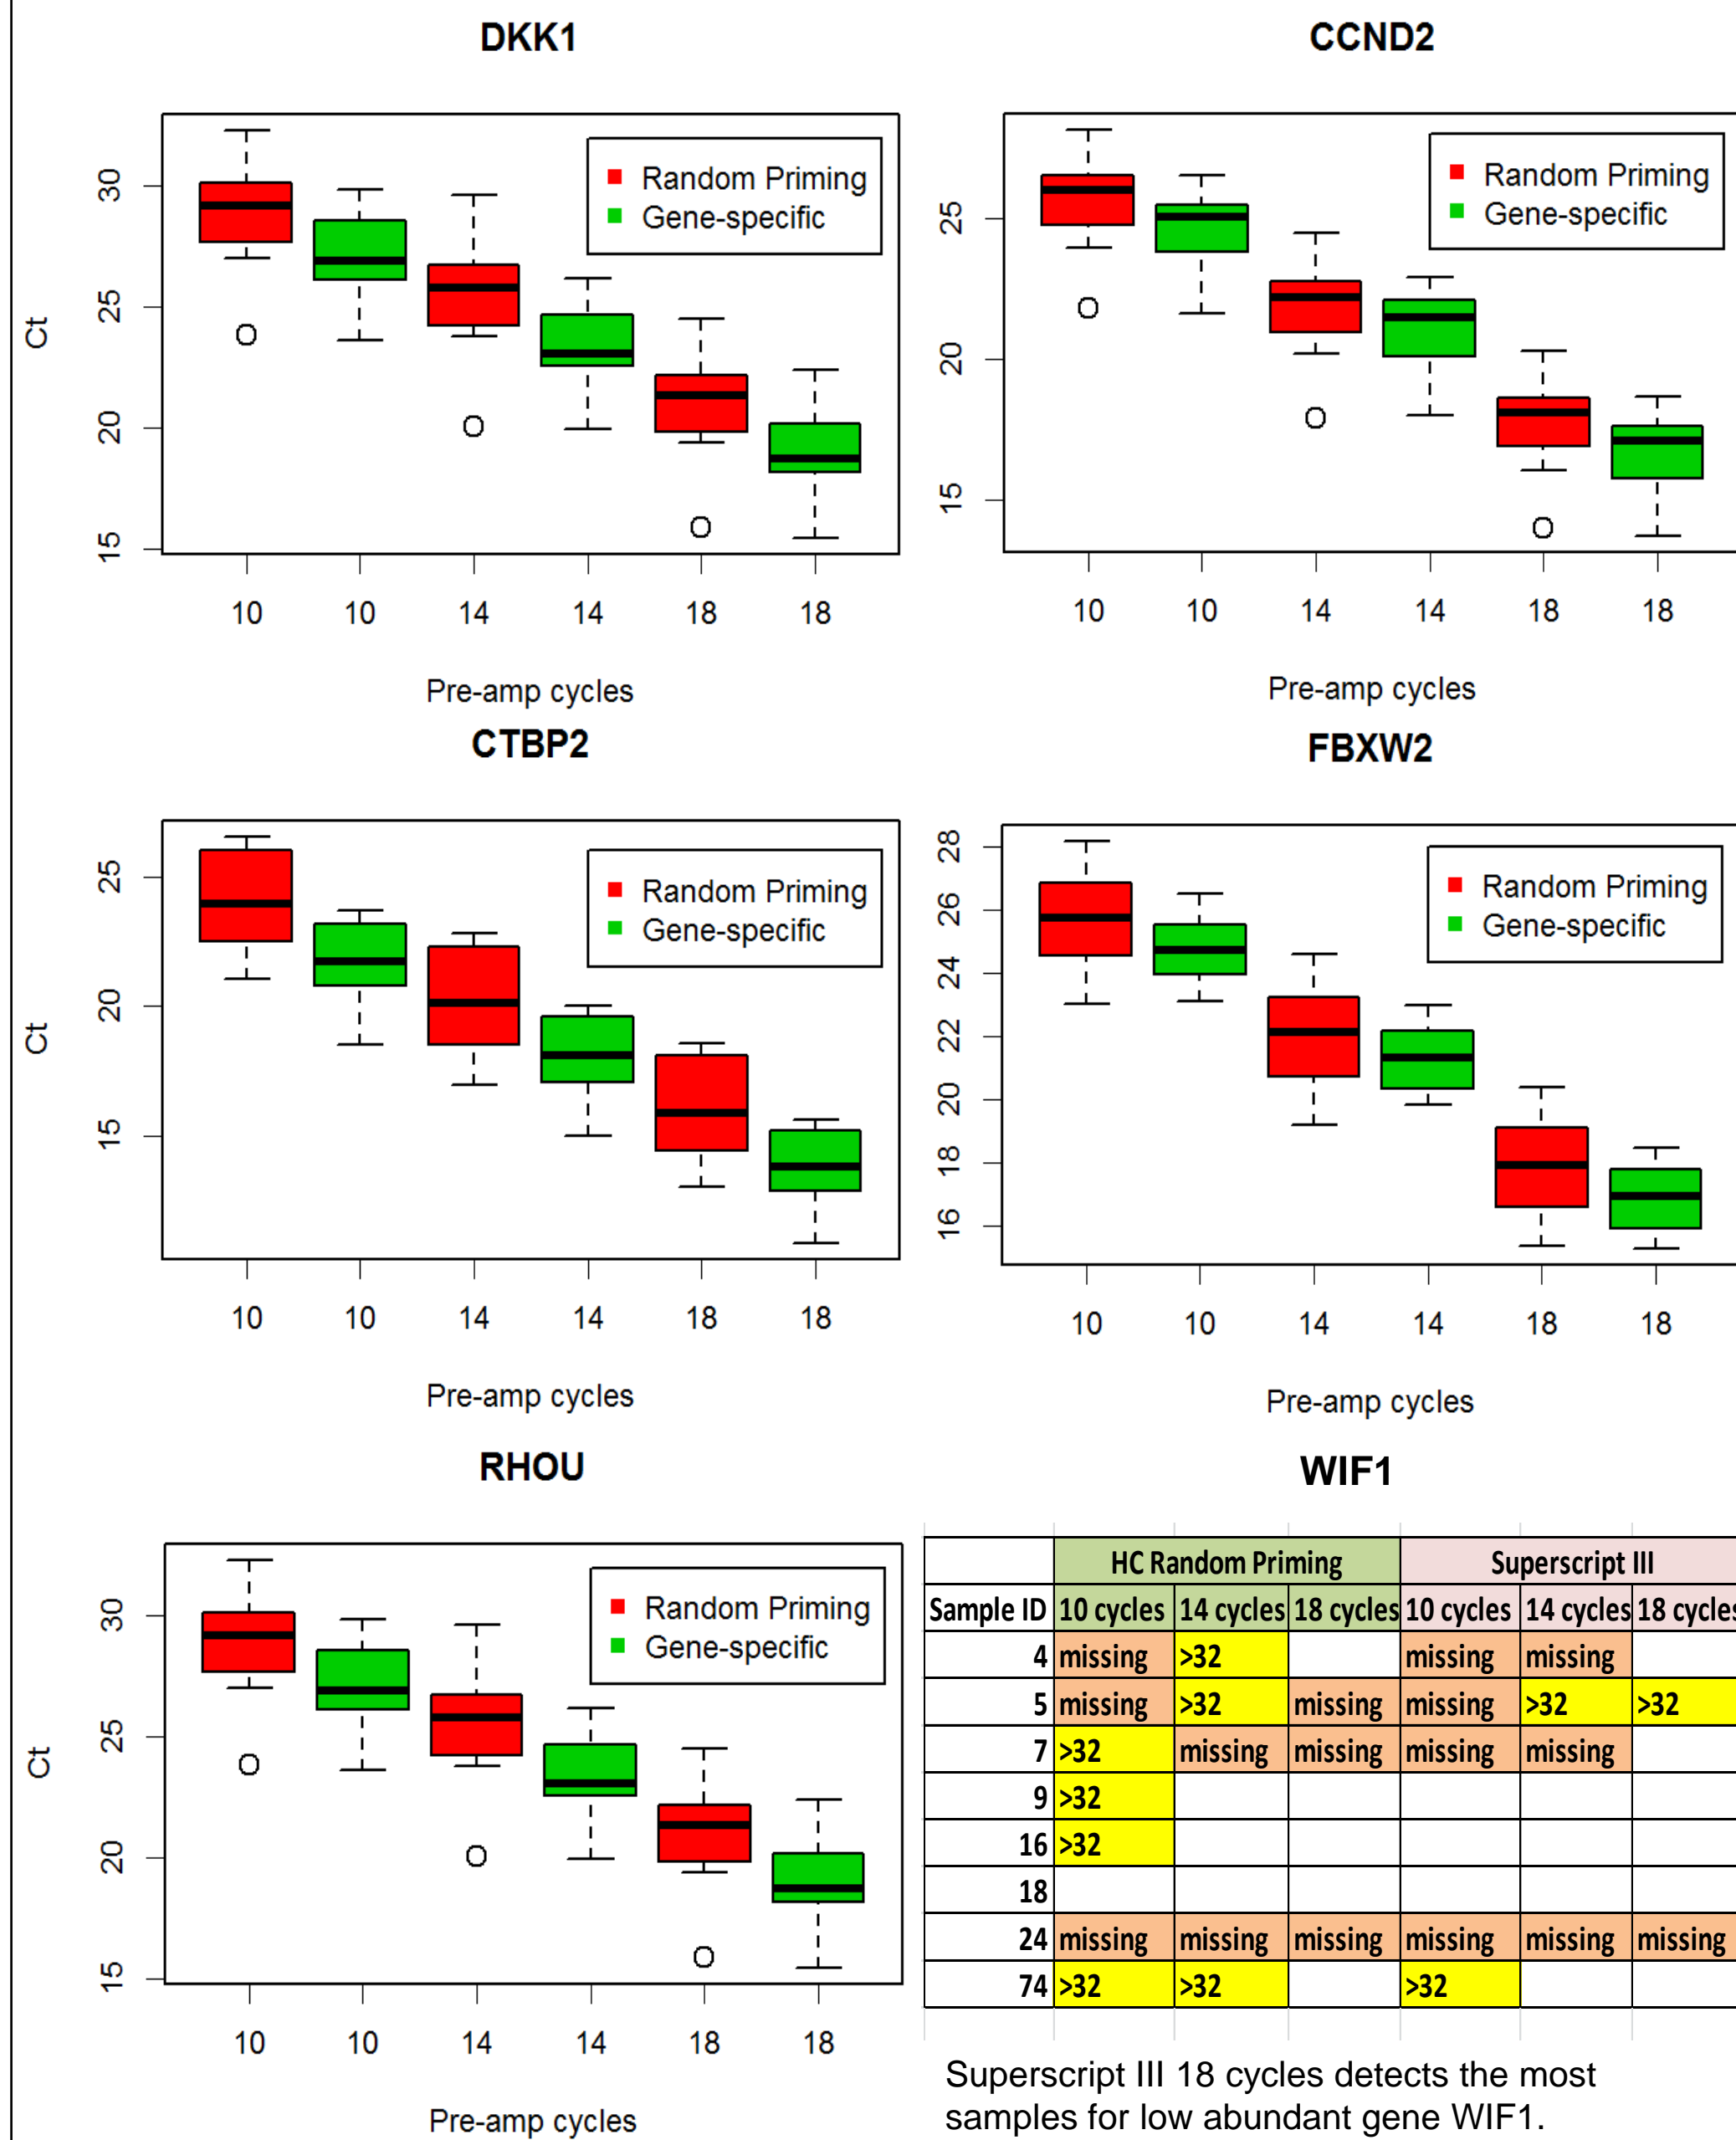 DKK1
Ct
30
25
20
15
Random Priming
Gene-specific
10 10 14 14 18 18
Pre-amp cycles
CCND2
25
20
15
Random Priming
Gene-specific
10 10 14 14 18 18
Pre-amp cycles
CTBP2
Ct
25
20
15
Random Priming
Gene-specific
10 10 14 14 18 18
Pre-amp cycles
FBXW2
28
26
24
22
20
18
16
Random Priming
Gene-specific
10 10 14 14 18 18
Pre-amp cycles
RHOU
Ct
30
25
20
15
Random Priming
Gene-specific
10 10 14 14 18 18
Pre-amp cycles
WIF1
HC Random Priming Superscript III
Sample ID 10 cycles 14 cycles 18 cycles 10 cycles 14 cycles 18 cycles
4 missing >32 missing missing
5 missing >32 missing missing >32 >32
7 >32 missing missing missing missing
9 >32
16 >32
18
24 missing missing missing missing missing missing
74 >32 >32 >32
Superscript III 18 cycles detects the most
samples for low abundant gene WIF1.